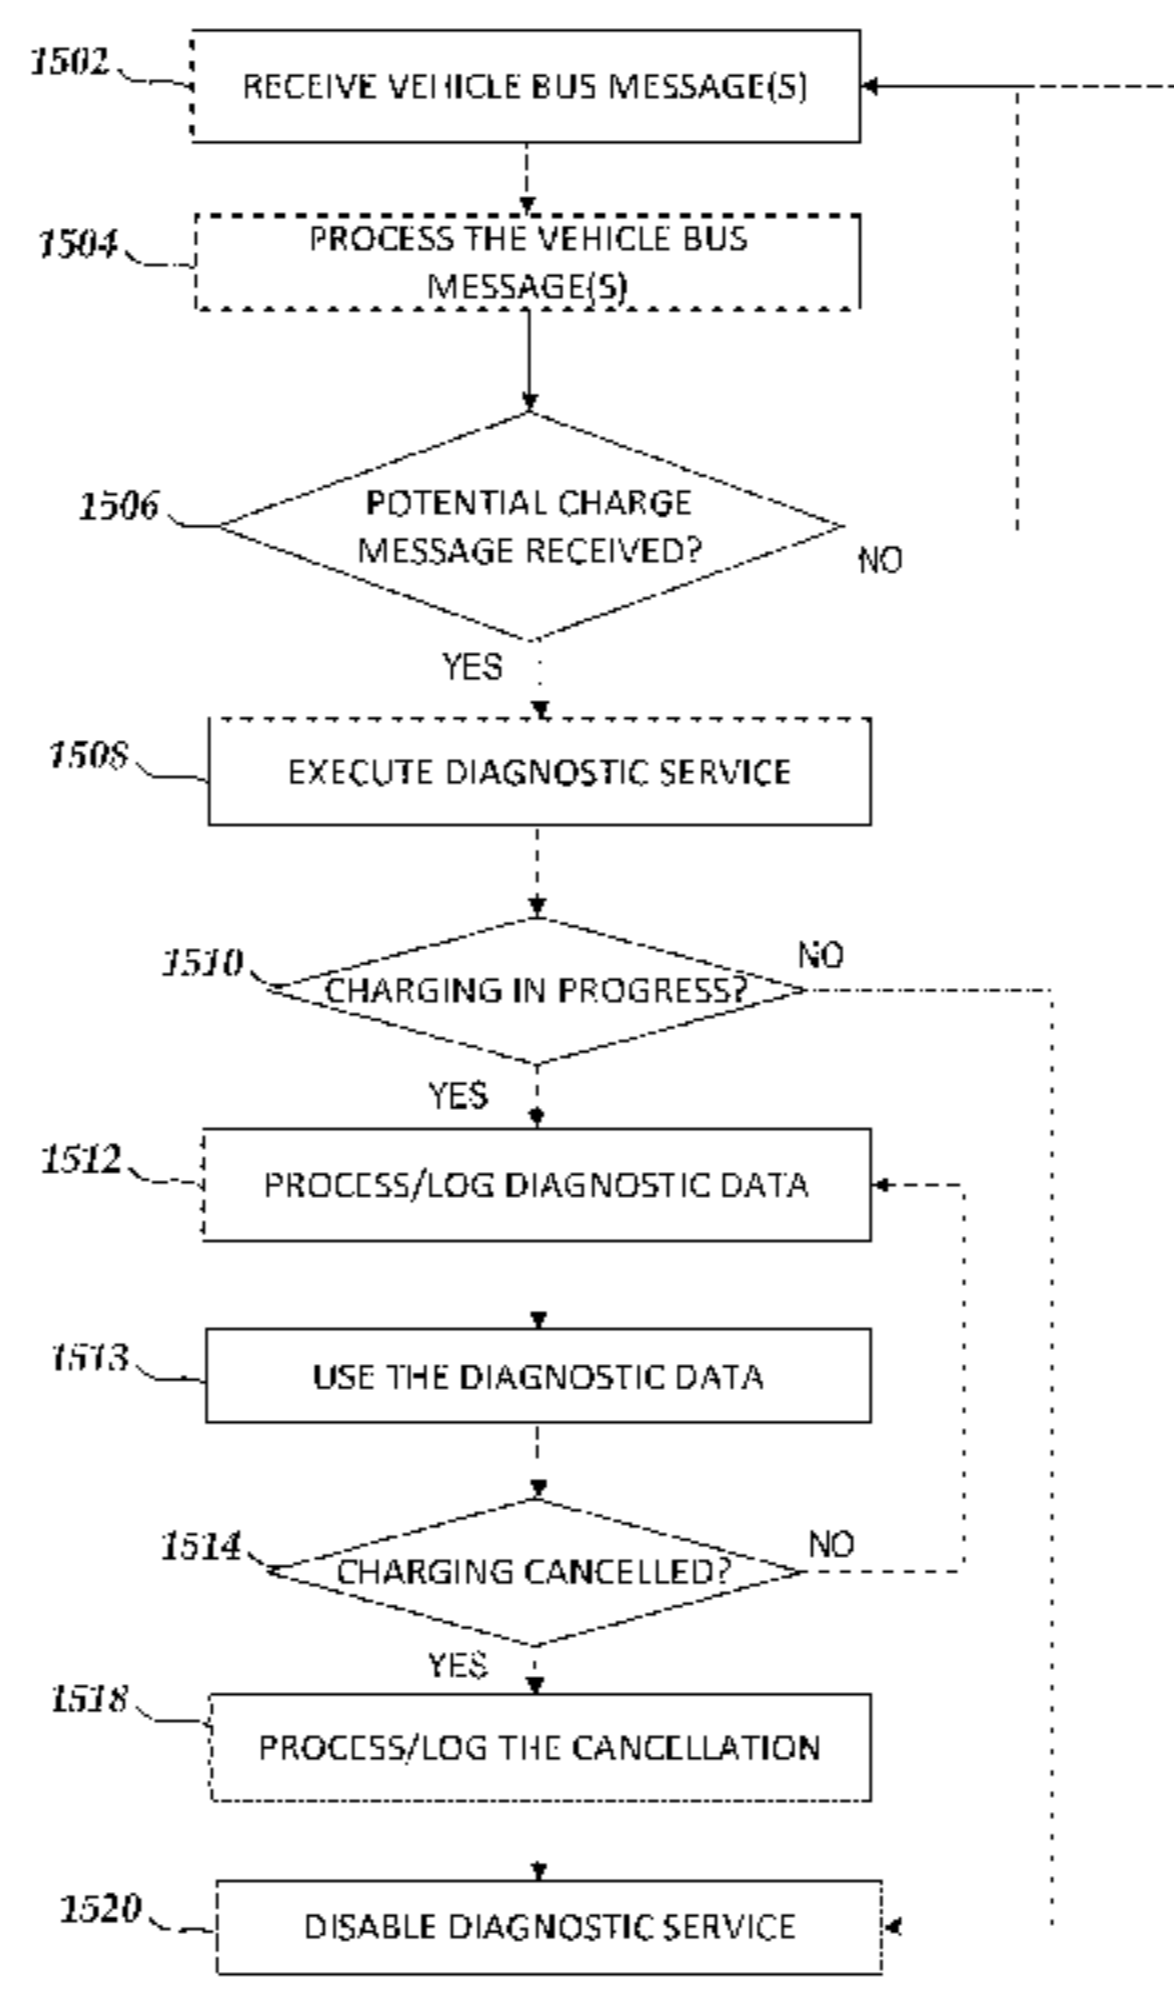 1502
RECEIVE VEHICLE BUS MESSAGE(S)
1504
PROCESS THE VEHICLE BUS
MESSAGE(S)
1506
POTENTIAL CHARGE
MESSAGE RECEIVED?
NO
YES
1508
EXECUTE DIAGNOSTIC SERVICE
1510
NO
CHARGING IN PROGRESS?
YES
1512
PROCESS/LOG DIAGNOSTIC DATA
1513
USE THE DIAGNOSTIC DATA
1514
NO
CHARGING CANCELLED?
YES
1518
PROCESS/LOG THE CANCELLATION
1520
DISABLE DIAGNOSTIC SERVICE